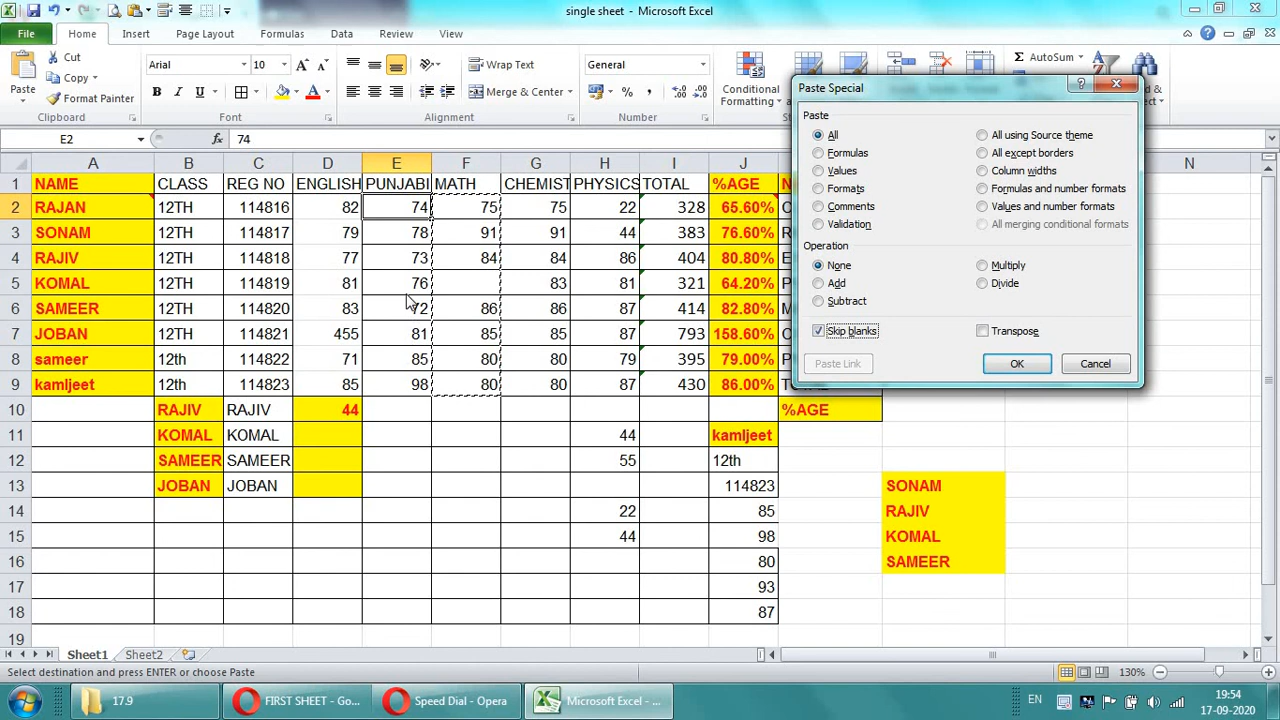 single sheet - Microsoft Excel
File Home Insert Page Layout Formulas Data Review View
Paste
Cut
Copy
Format Painter
Clipboard
Arial 10
B I U
Font
Wrap Text
Merge & Center
Alignment
General
% ,
Number
Conditional
Formatting
Σ AutoSum
E2 74
A B C D E F G H I J N
1 NAME CLASS REG NO ENGLISH PUNJABI MATH CHEMIST PHYSICS TOTAL %AGE
2 RAJAN 12TH 114816 82 74 75 75 22 328 65.60%
3 SONAM 12TH 114817 79 78 91 91 44 383 76.60%
4 RAJIV 12TH 114818 77 73 84 84 86 404 80.80%
5 KOMAL 12TH 114819 81 76 83 81 321 64.20%
6 SAMEER 12TH 114820 83 72 86 86 87 414 82.80%
7 JOBAN 12TH 114821 455 81 85 85 87 793 158.60%
8 sameer 12th 114822 71 85 80 80 79 395 79.00%
9 kamljeet 12th 114823 85 98 80 80 87 430 86.00%
10 RAJIV RAJIV 44 %AGE
11 KOMAL KOMAL 44 kamljeet
12 SAMEER SAMEER 55 12th
13 JOBAN JOBAN 114823 SONAM
14 22 85 RAJIV
15 44 98 KOMAL
16 80 SAMEER
17 93
18 87
19
Paste Special
Paste
All All using Source theme
Formulas All except borders
Values Column widths
Formats Formulas and number formats
Comments Values and number formats
Validation All merging conditional formats
Operation
None Multiply
Add Divide
Subtract
Skip blanks Transpose
Paste Link OK Cancel
Sheet1 Sheet2
Select destination and press ENTER or choose Paste 130%
17.9 FIRST SHEET - Go... Speed Dial - Opera Microsoft Excel - ... EN 19:54
17-09-2020